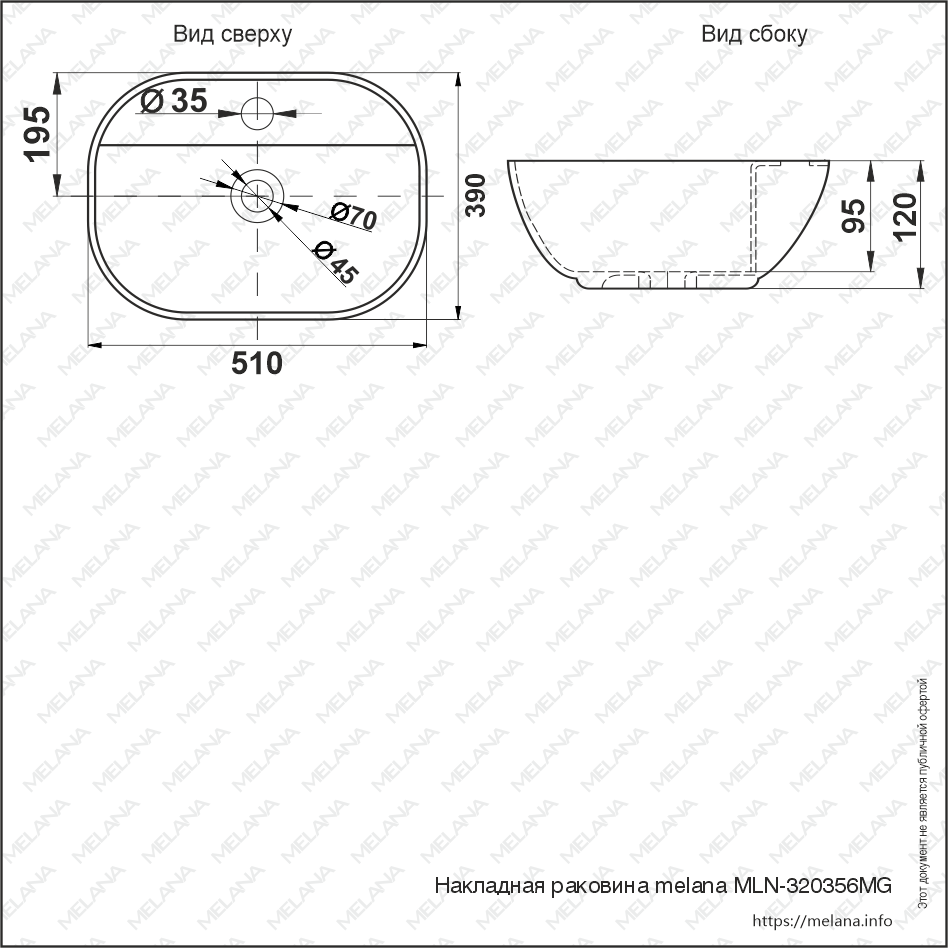 Вид сверху
Вид сбоку
Ø 35
195
390
Ø70
Ø 45
510
95
120
Этот документ не является публичной офертой
Накладная раковина melana MLN-320356MG
https://melana.info
MELANA